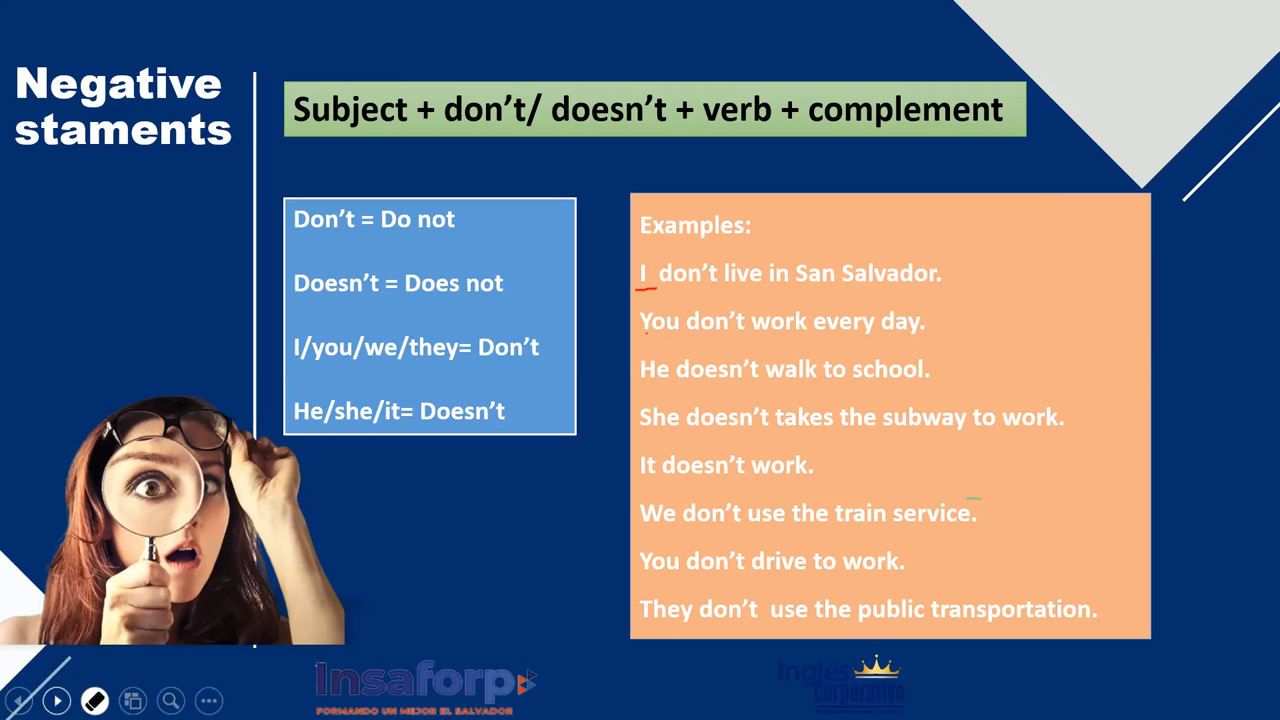 Negative
staments
Subject + don't/ doesn't + verb + complement
Don't = Do not
Doesn't = Does not
I/you/we/they= Don't
He/she/it= Doesn't
Examples:
I don't live in San Salvador.
You don't work every day.
He doesn't walk to school.
She doesn't takes the subway to work.
It doesn't work.
We don't use the train service.
You don't drive to work.
They don't use the public transportation.
Insaforp
FORMANDO UN MEJOR EL SALVADOR
Inglés
Corporativo